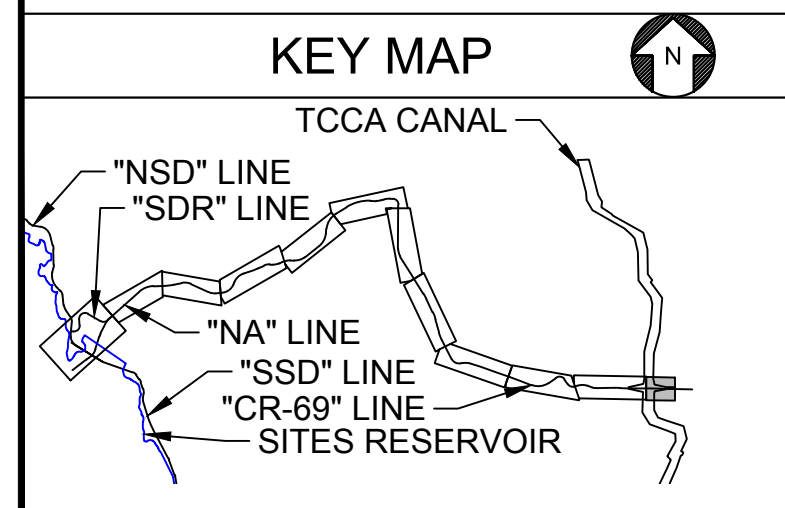 KEY MAP
N
TCCA CANAL
"NSD" LINE
"SDR" LINE
"NA" LINE
"SSD" LINE
"CR-69" LINE
SITES RESERVOIR